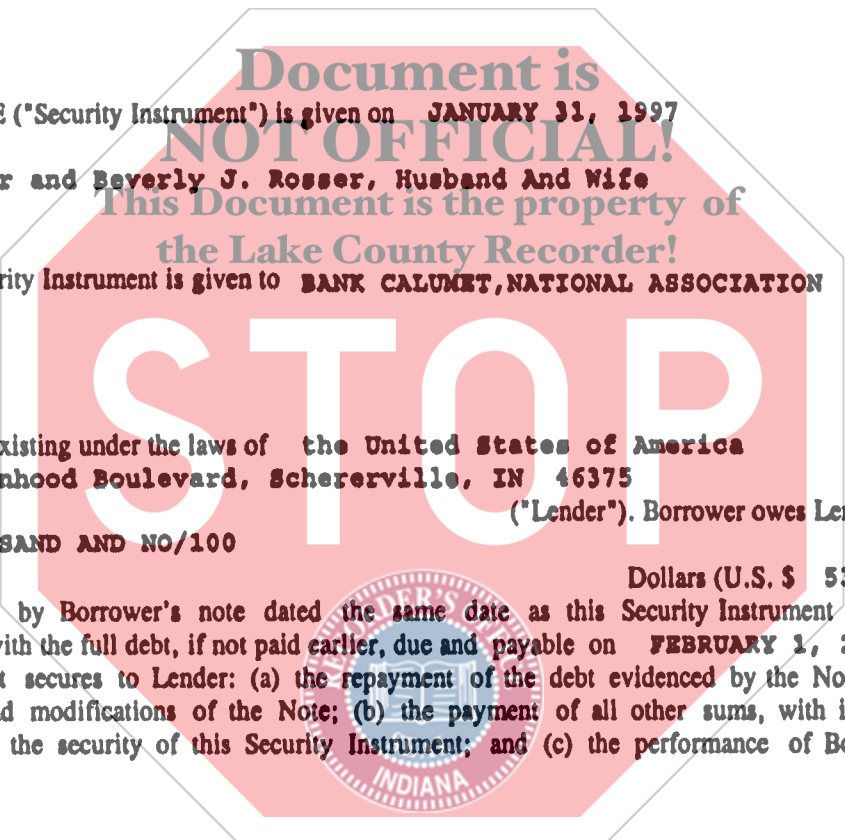 Document is
E ("Security Instrument") is given on JANUARY 31, 1997
NOT OFFICIAL!
r and Beverly J. Rosser, Husband And Wife
This Document is the property of
the Lake County Recorder!
rity Instrument is given to BANK CALUMET,NATIONAL ASSOCIATION
STOP
xisting under the laws of the United States of America
nhood Boulevard, Schererville, IN 46375
("Lender"). Borrower owes Len
SAND AND NO/100
Dollars (U.S. $ 53
by Borrower's note dated the same date as this Security Instrument
with the full debt, if not paid earlier, due and payable on FEBRUARY 1, 2
t secures to Lender: (a) the repayment of the debt evidenced by the No
d modifications of the Note; (b) the payment of all other sums, with i
the security of this Security Instrument; and (c) the performance of Bo
INDIANA